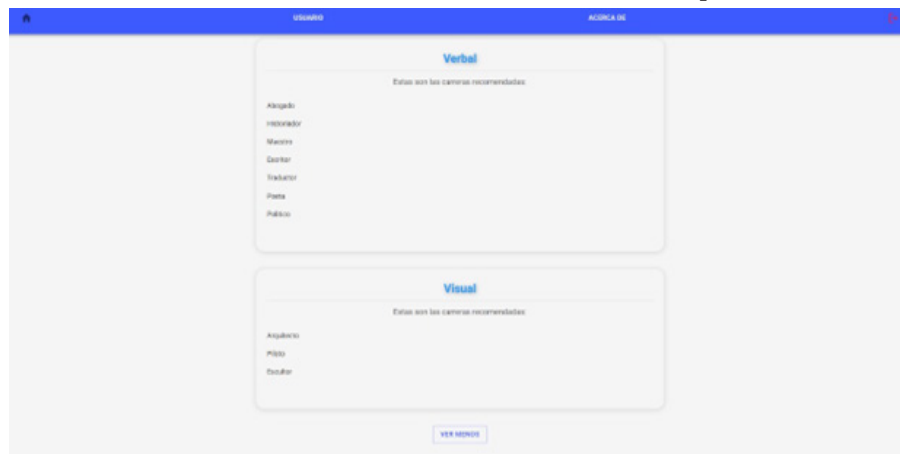 USUARIO
ACERCA DE
Verbal
Estas son las carreras recomendadas:
Abogado
Historiador
Maestro
Escritor
Traductor
Poeta
Político
Visual
Estas son las carreras recomendadas:
Arquitecto
Piloto
Escultor
VER MENOS